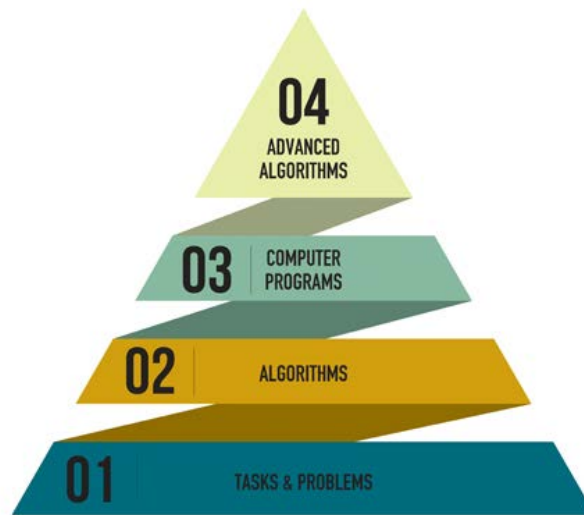 04
ADVANCED
ALGORITHMS
03
COMPUTER
PROGRAMS
02
ALGORITHMS
01
TASKS & PROBLEMS